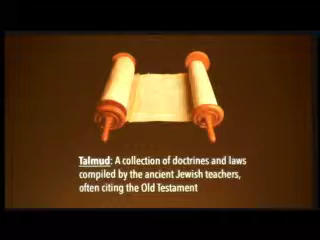 Talmud: A collection of doctrines and laws
compiled by the ancient Jewish teachers,
often citing the Old Testament